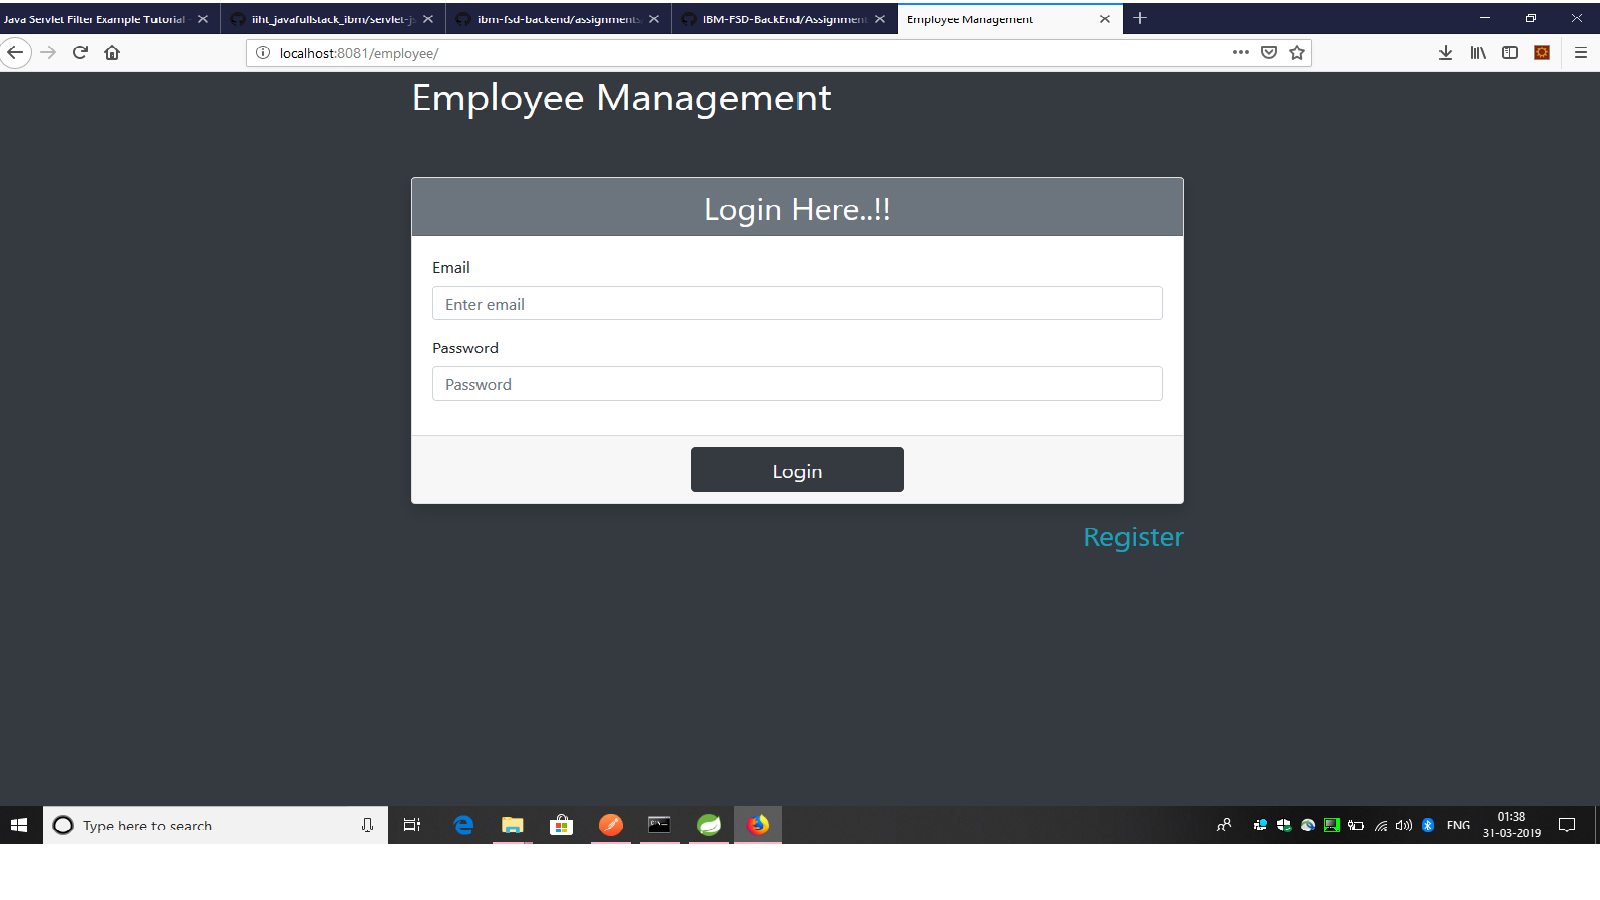 Java Servlet Filter Example Tutorial
iiht_javafullstack_ibm/servlet-js
ibm-fsd-backend/assignments
IBM-FSD-BackEnd/Assignment
Employee Management
localhost:8081/employee/
Employee Management
Login Here..!!
Email
Enter email
Password
Password
Login
Register
Type here to search
ENG
01:38
31-03-2019